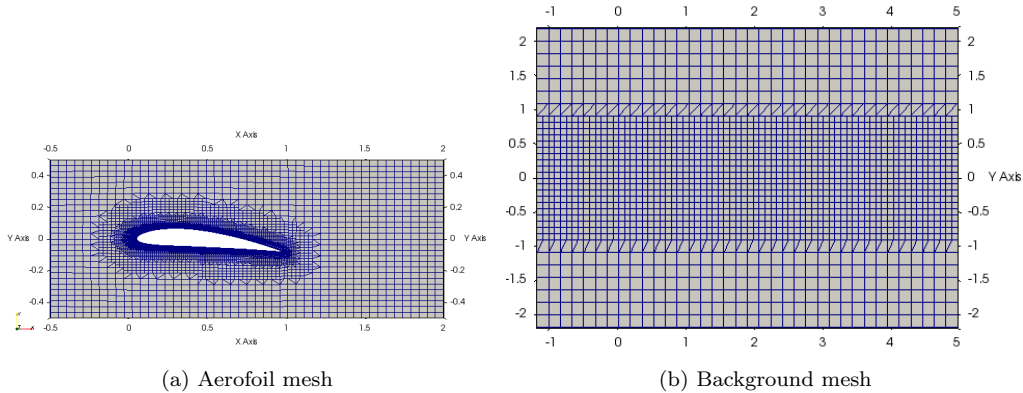 -1 0 1 2 3 4 5
2 2
1.5 1.5
1 1
0.5 0.5
0 0 Y Axis
-0.5 -0.5
-1 -1
-1.5 -1.5
-2 -2
-1 0 1 2 3 4 5
X Axis
-0.5 0 0.5 1 1.5 2
0.4 0.4
0.2 0.2
Y Axis 0 0 Y Axis
-0.2 -0.2
-0.4 -0.4
-0.5 0 0.5 1 1.5 2
X Axis
(a) Aerofoil mesh
(b) Background mesh